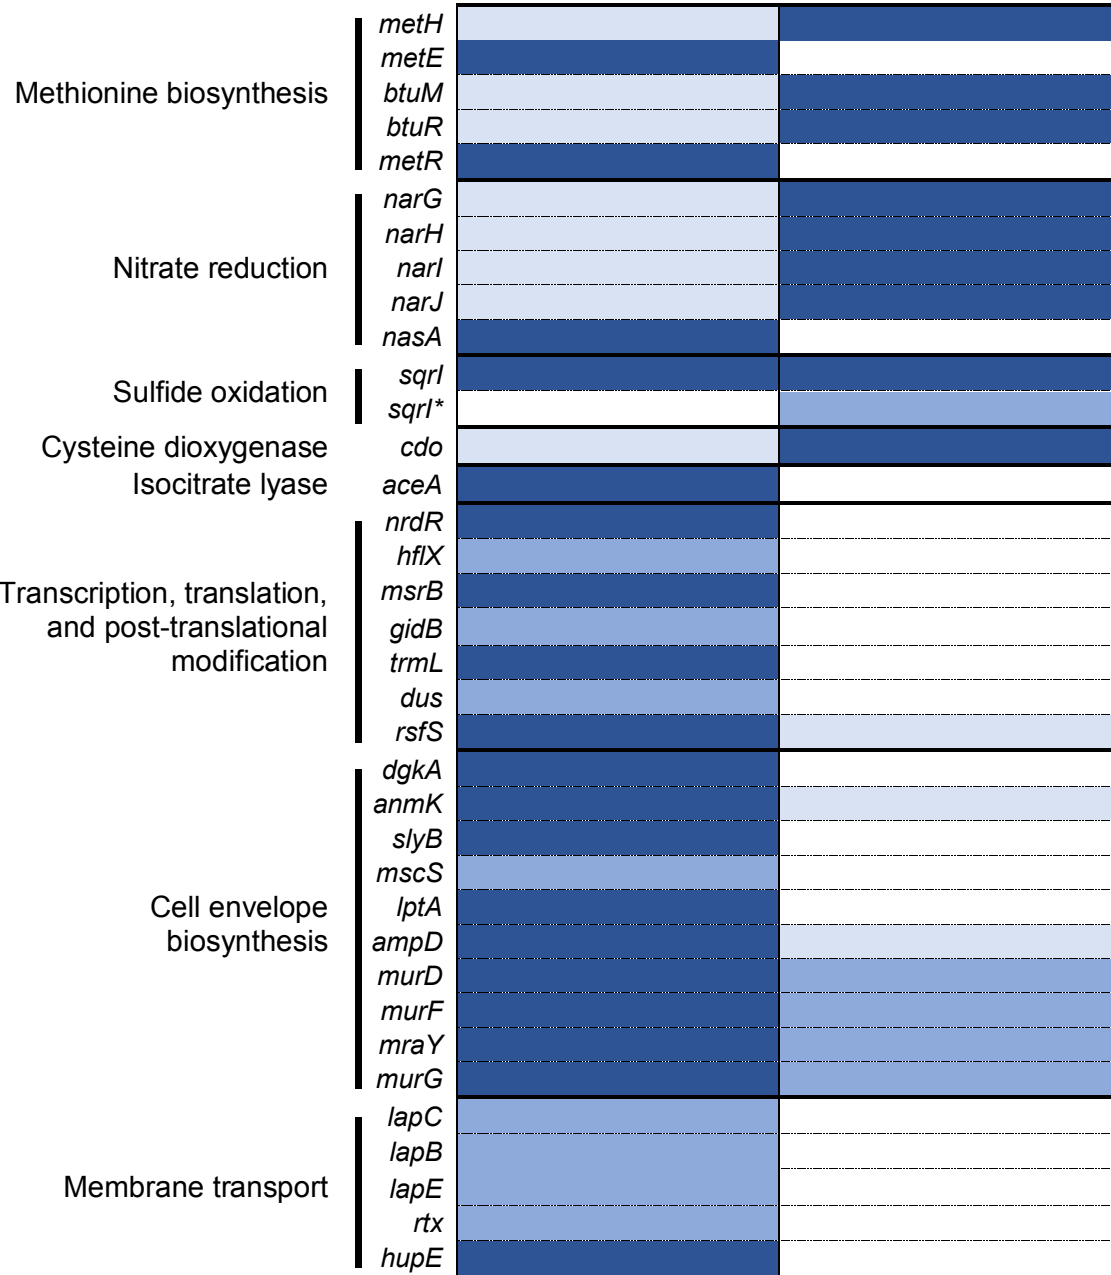 metH
metE
Methionine biosynthesis
btuM
btuR
metR
narG
narH
Nitrate reduction
narI
narJ
nasA
Sulfide oxidation
sqrI
sqrI*
Cysteine dioxygenase
cdo
Isocitrate lyase
aceA
nrdR
hflX
Transcription, translation,
and post-translational
modification
msrB
gidB
trmL
dus
rsfS
dgkA
anmK
slyB
mscS
Cell envelope
biosynthesis
lptA
ampD
murD
murF
mraY
murG
lapC
lapB
Membrane transport
lapE
rtx
hupE